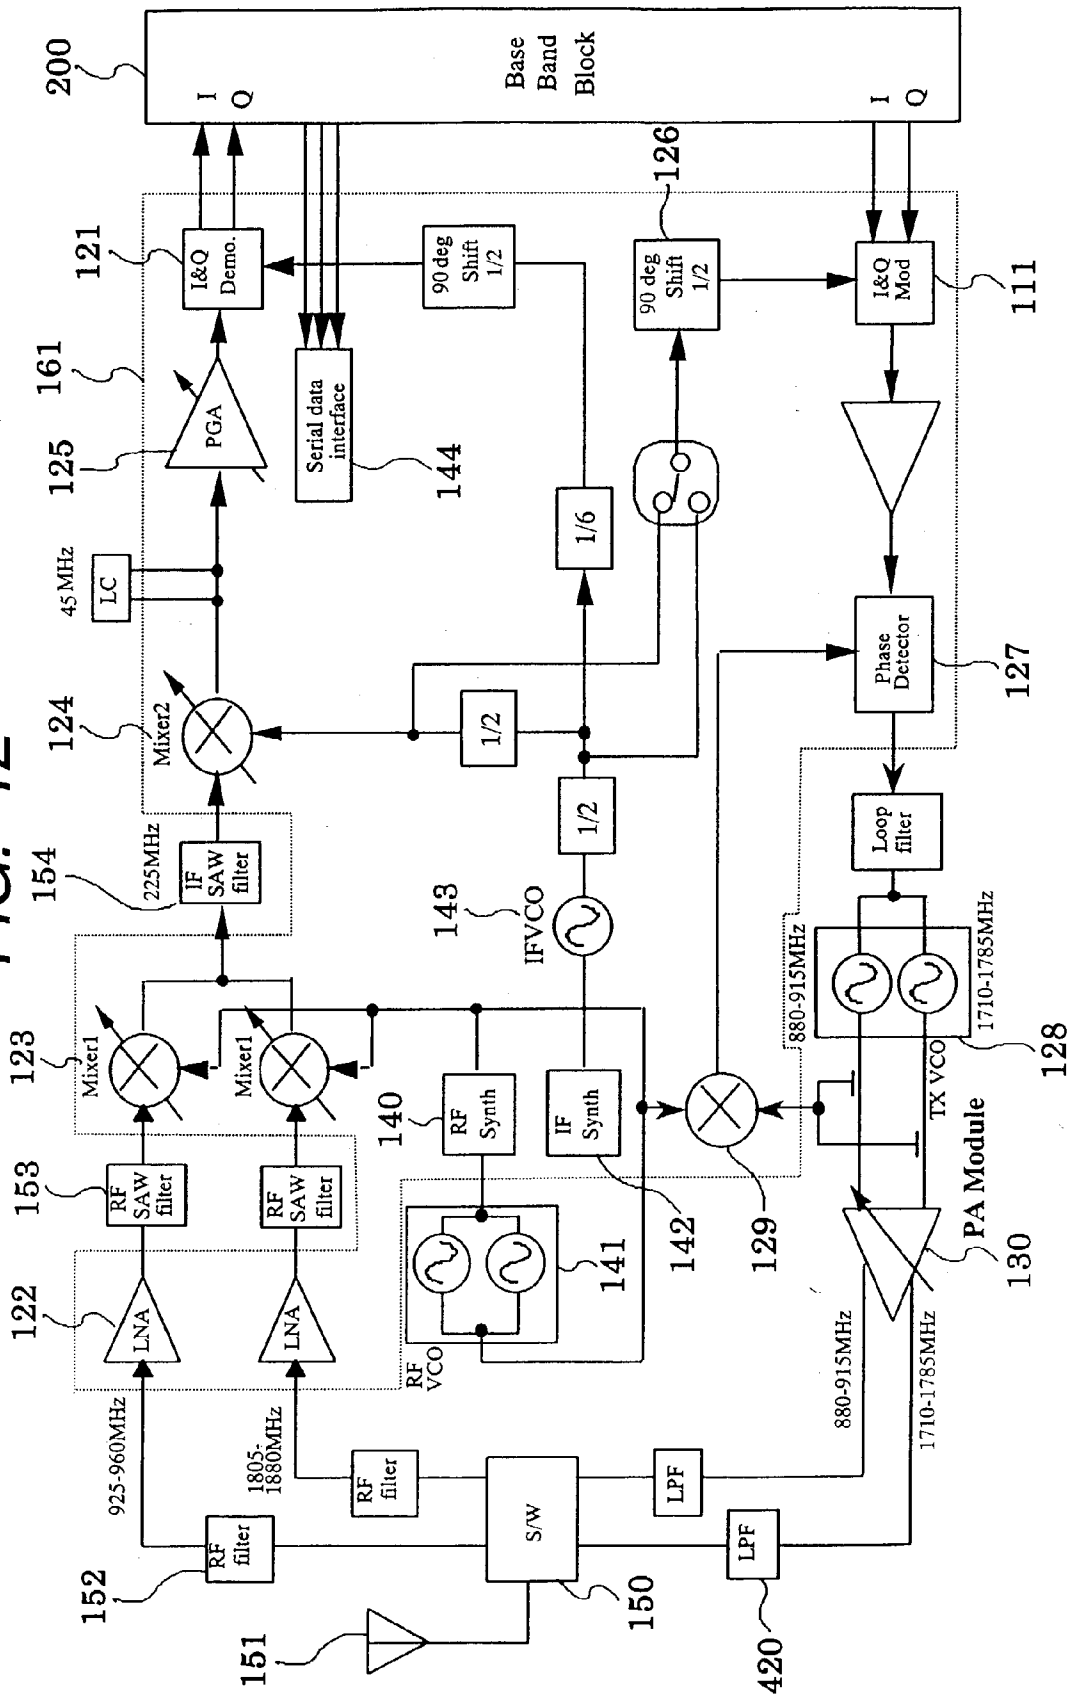 FIG. 12
200
Base
Band
Block
I
Q
I
Q
121
I&Q
Demo.
161
125
PGA
Serial data
interface
144
90 deg
Shift
1/2
126
90 deg
Shift
1/2
I&Q
Mod
111
45 MHz
LC
1/6
124
Mixer2
1/2
1/2
Phase
Detector
127
154
225MHz
IF
SAW
filter
143
IFVCO
Loop
filter
880-915MHz
1710-1785MHz
TX VCO
128
123
Mixer1
Mixer1
140
RF
Synth
IF
Synth
142
129
153
RF
SAW
filter
RF
SAW
filter
141
RF
VCO
PA Module
130
122
LNA
LNA
925-960MHz
1805-
1880MHz
880-915MHz
1710-1785MHz
RF
filter
152
RF
filter
S/W
150
LPF
LPF
420
151